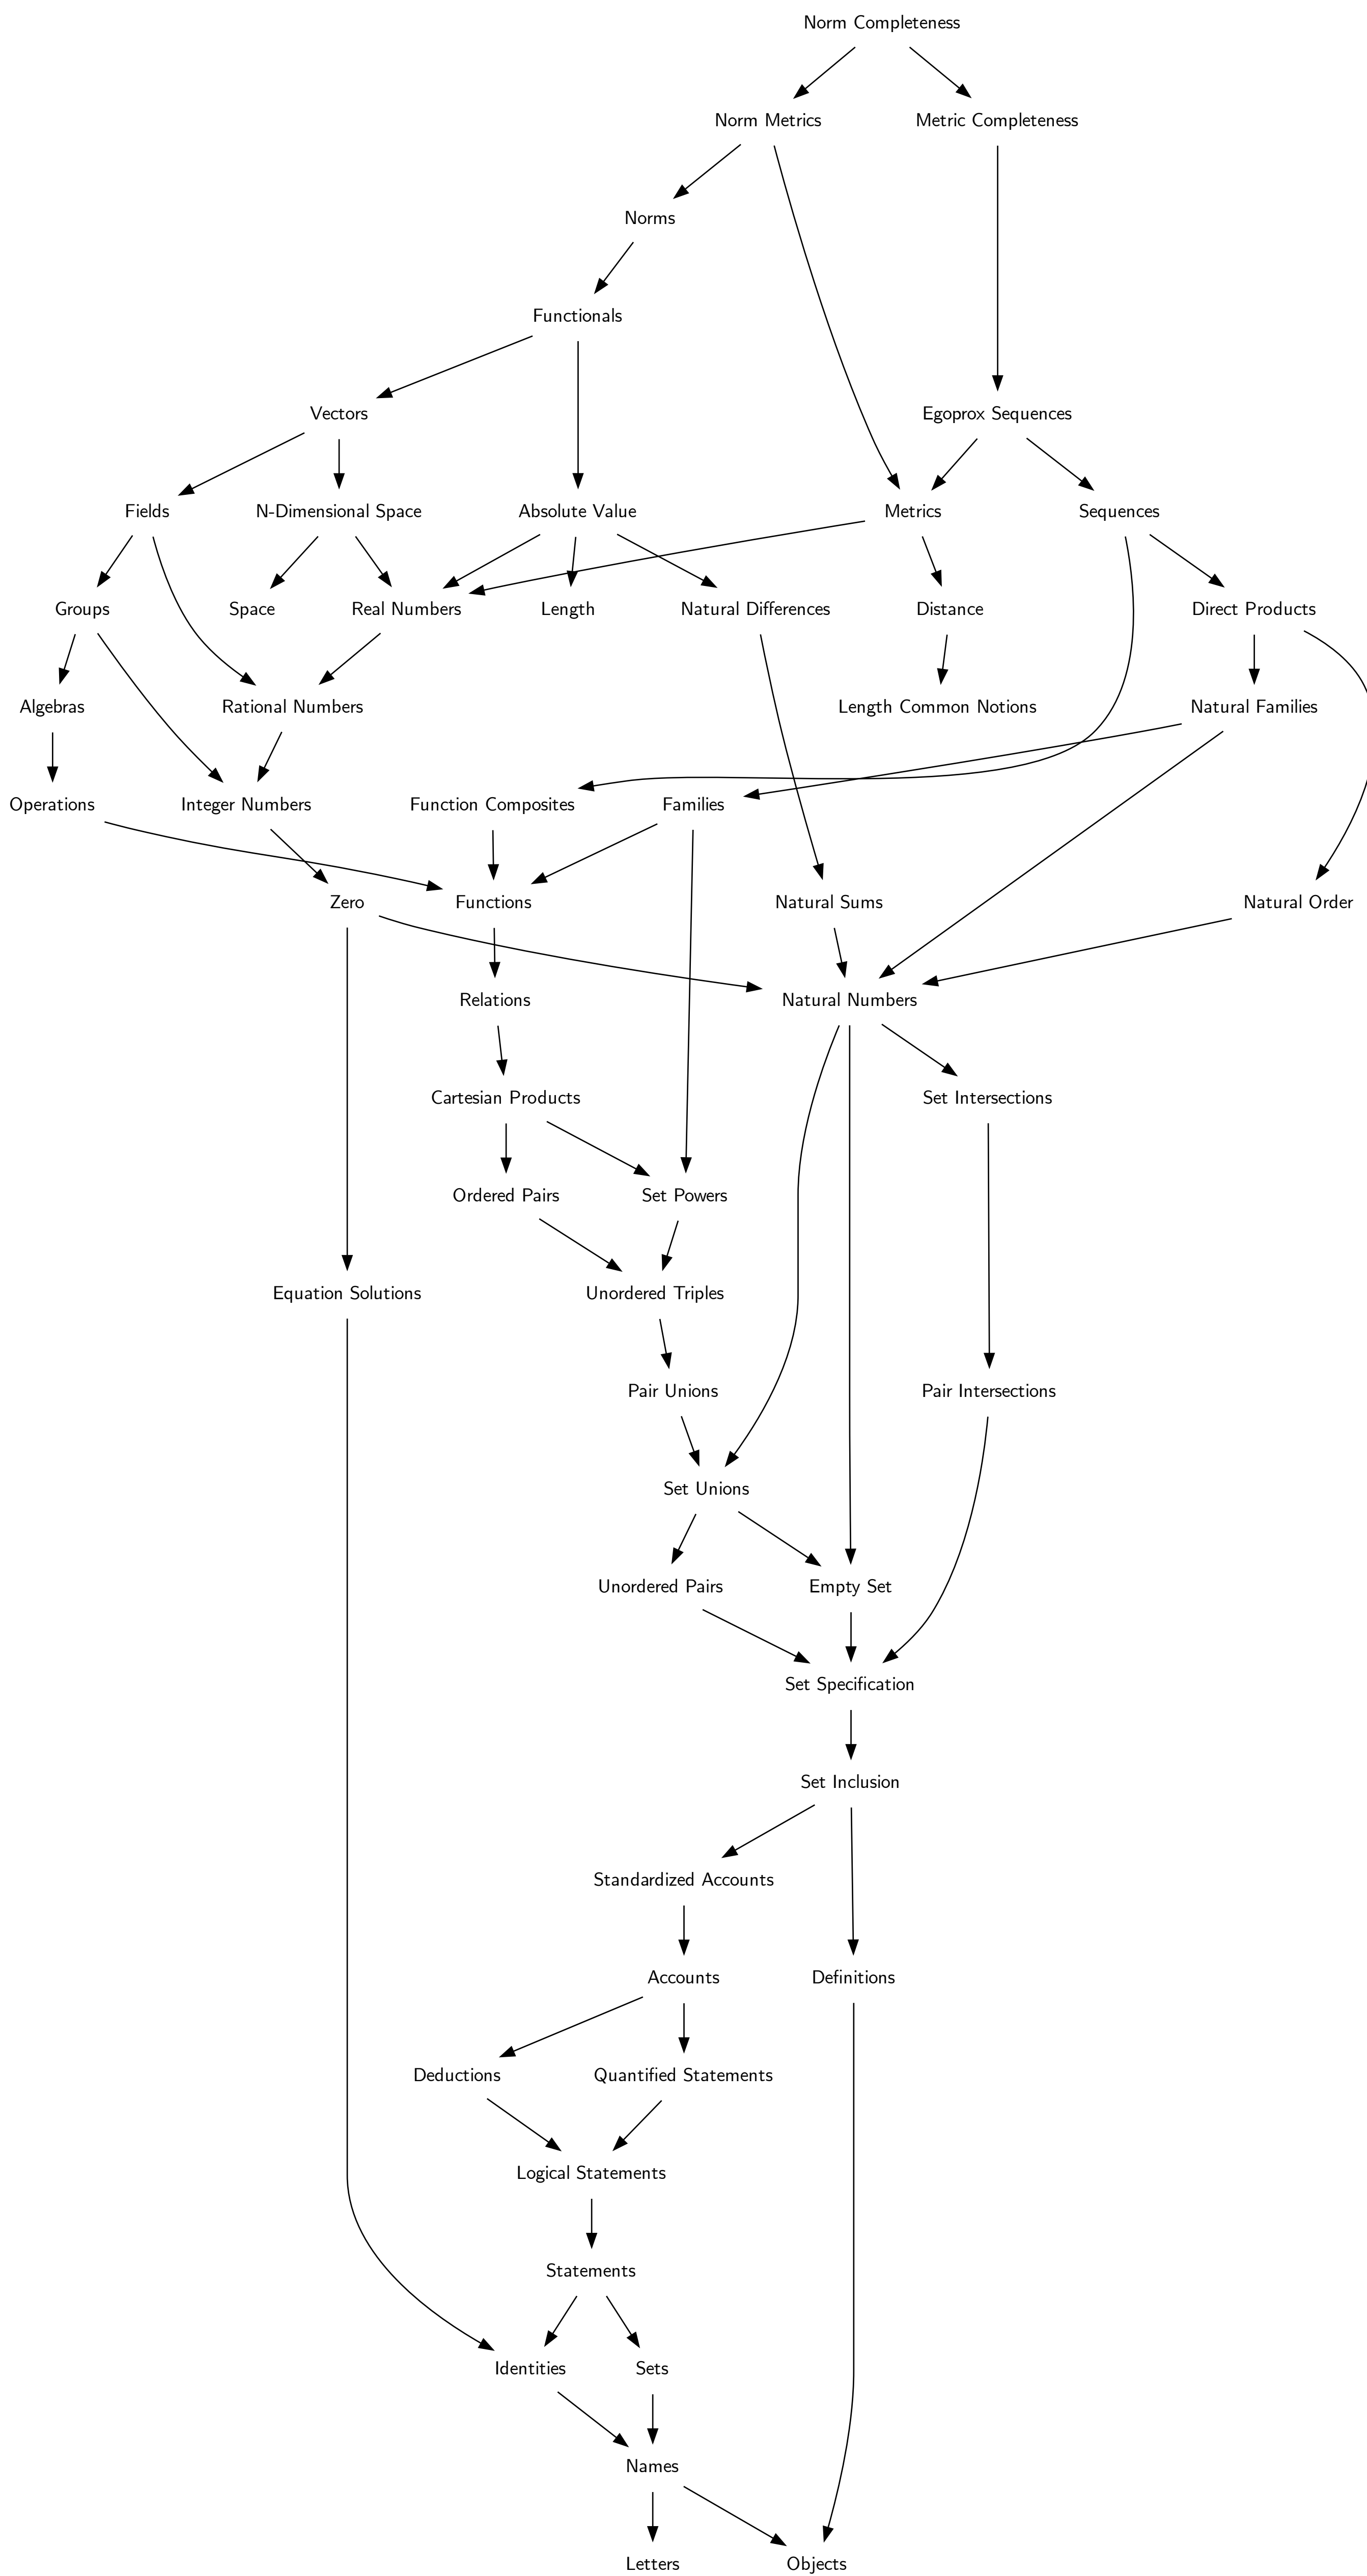 Norm Completeness
Norm Metrics
Metric Completeness
Norms
Functionals
Vectors
Egoprox Sequences
Fields
N-Dimensional Space
Absolute Value
Metrics
Sequences
Groups
Space
Real Numbers
Length
Natural Differences
Distance
Direct Products
Algebras
Rational Numbers
Length Common Notions
Natural Families
Operations
Integer Numbers
Function Composites
Families
Zero
Functions
Natural Sums
Natural Order
Relations
Natural Numbers
Cartesian Products
Set Intersections
Ordered Pairs
Set Powers
Equation Solutions
Unordered Triples
Pair Unions
Pair Intersections
Set Unions
Unordered Pairs
Empty Set
Set Specification
Set Inclusion
Standardized Accounts
Accounts
Definitions
Deductions
Quantified Statements
Logical Statements
Statements
Identities
Sets
Names
Letters
Objects